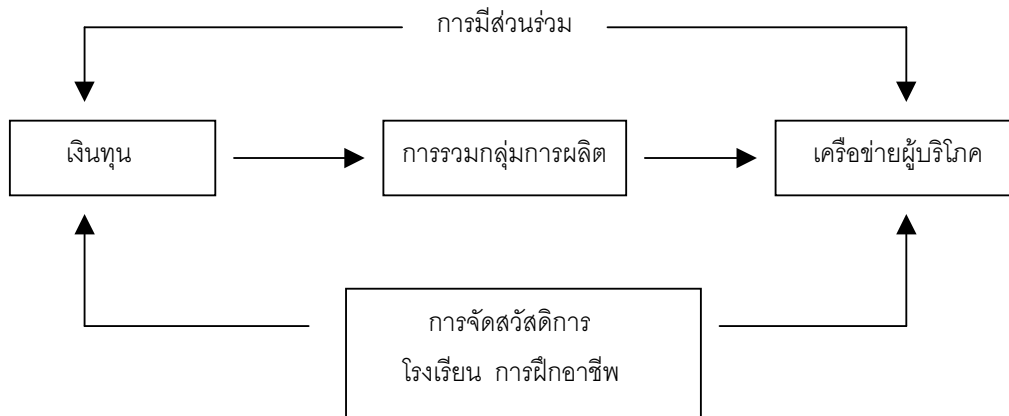 การมีส่วนร่วม
เงินทุน
การรวมกลุ่มการผลิต
เครือข่ายผู้บริโภค
การจัดสวัสดิการ
โรงเรียน การฝึกอาชีพ